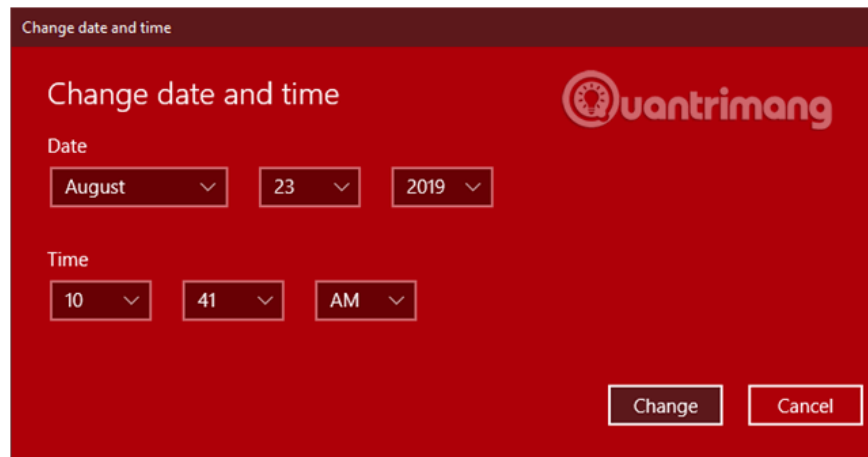 Change date and time
Change date and time
Quantrimang
Date
August 23 2019
Time
10 41 AM
Change Cancel